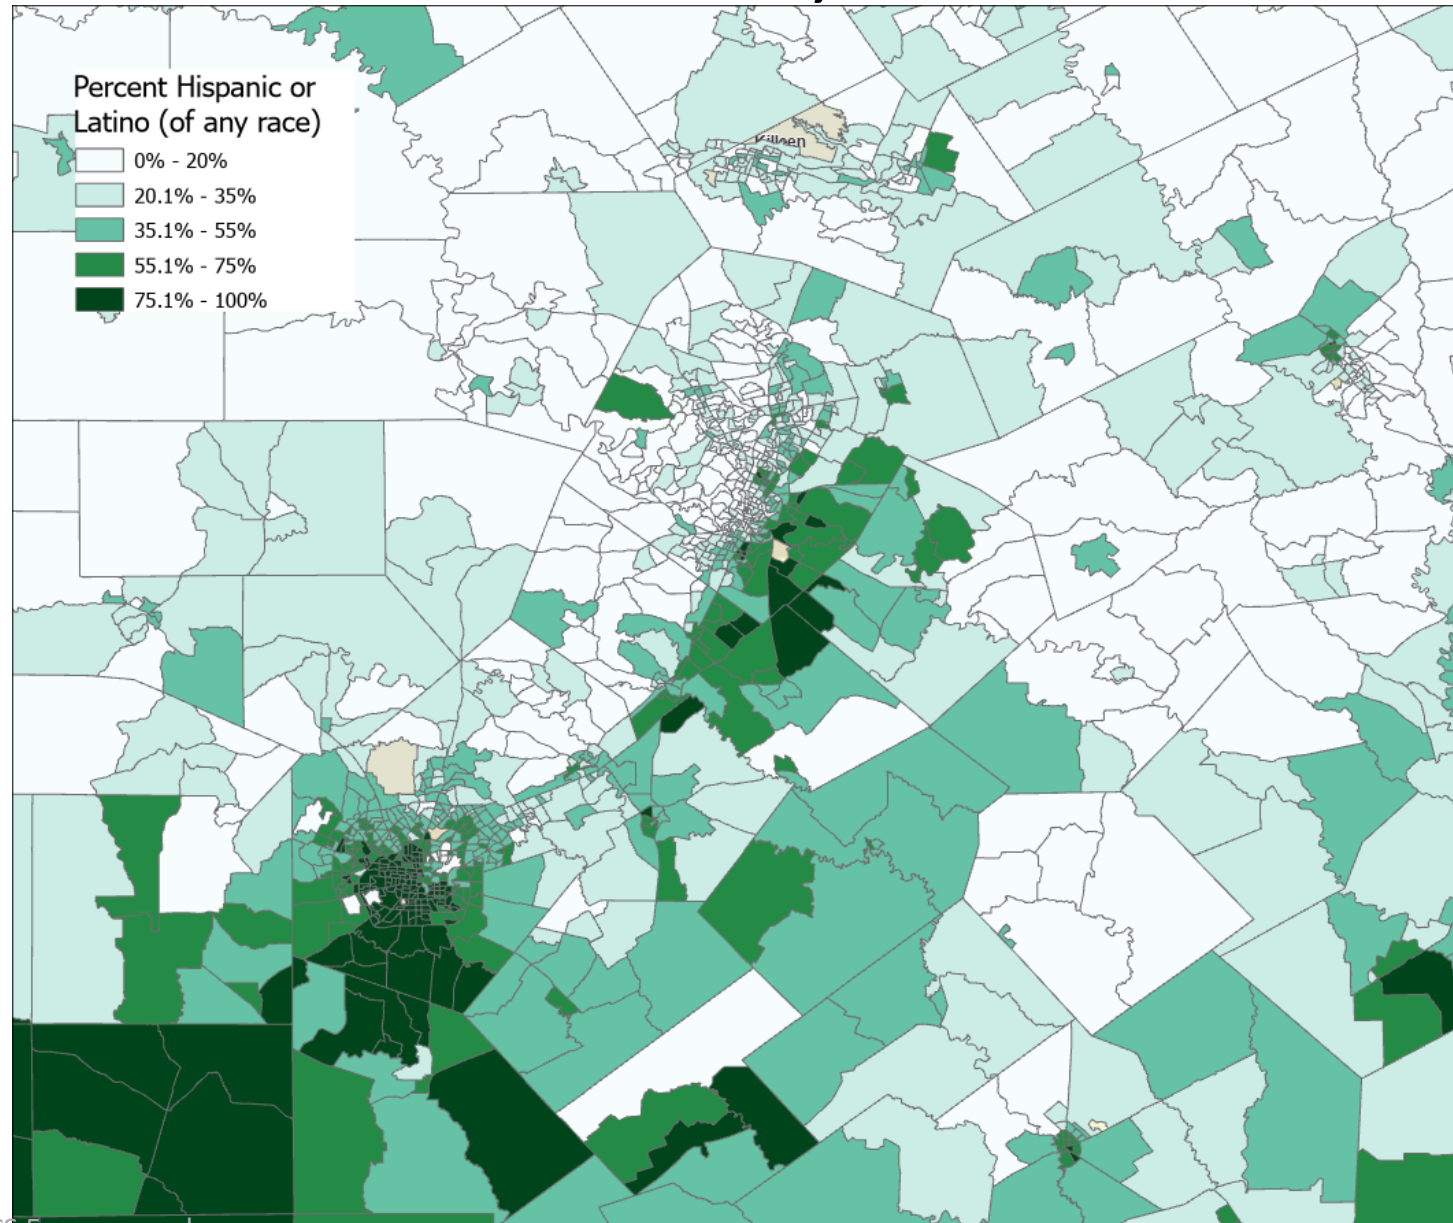 Percent Hispanic or
Latino (of any race)
0% - 20%
20.1% - 35%
35.1% - 55%
55.1% - 75%
75.1% - 100%
Killeen